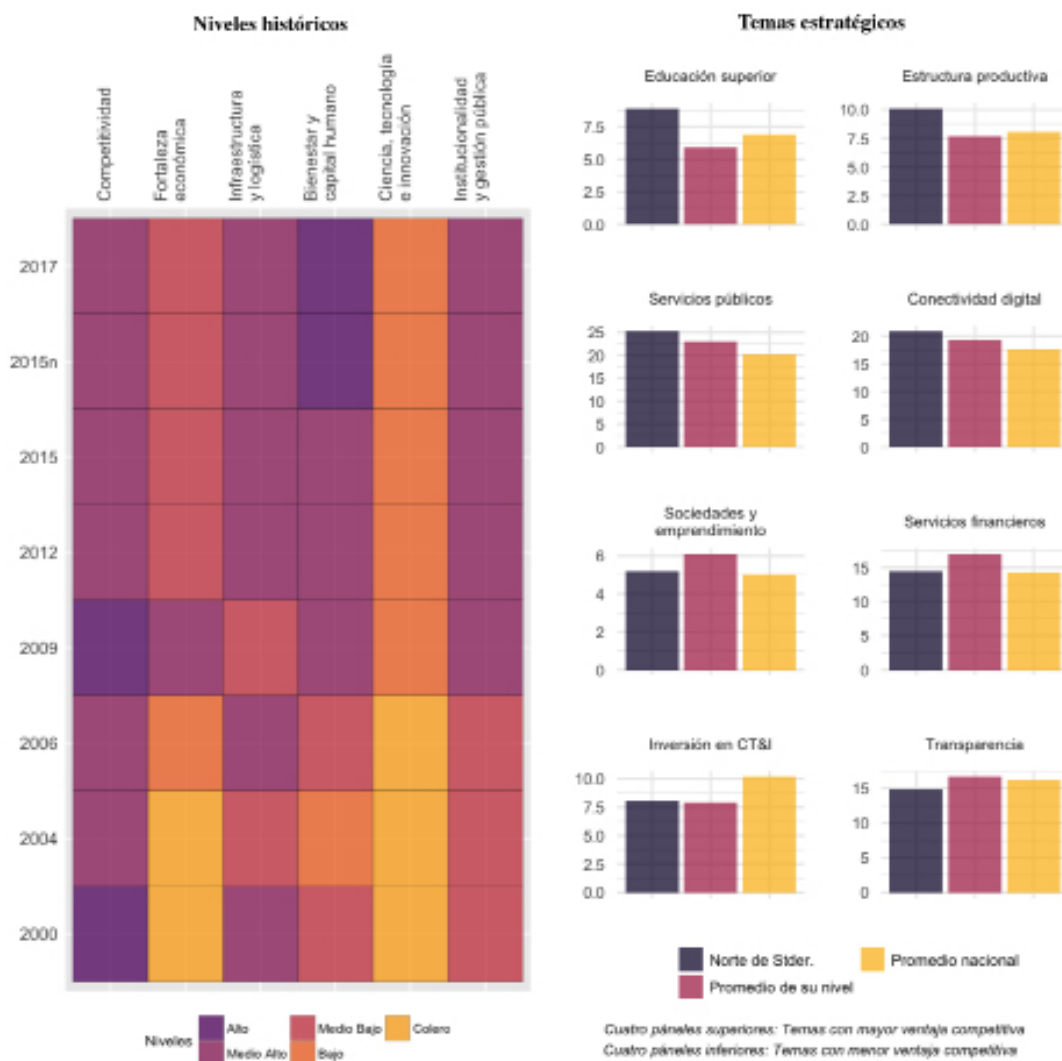 Niveles históricos
Competitividad
Fortaleza
económica
Infraestructura
y logística
Bienestar y
capital humano
Ciencia, tecnología
e innovación
Institucionalidad
y gestión pública
2017
2015n
2015
2012
2009
2006
2004
2000
Niveles
Alto
Medio Alto
Medio Bajo
Bajo
Colero
Temas estratégicos
Educación superior
7.5
5.0
2.5
0.0
Estructura productiva
10.0
7.5
5.0
2.5
0.0
Servicios públicos
25
20
15
10
5
0
Conectividad digital
20
15
10
5
0
Sociedades y
emprendimiento
6
4
2
0
Servicios financieros
15
10
5
0
Inversión en CT&I
10.0
7.5
5.0
2.5
0.0
Transparencia
15
10
5
0
Norte de Stder.
Promedio nacional
Promedio de su nivel
Cuatro páneles superiores: Temas con mayor ventaja competitiva
Cuatro páneles inferiores: Temas con menor ventaja competitiva